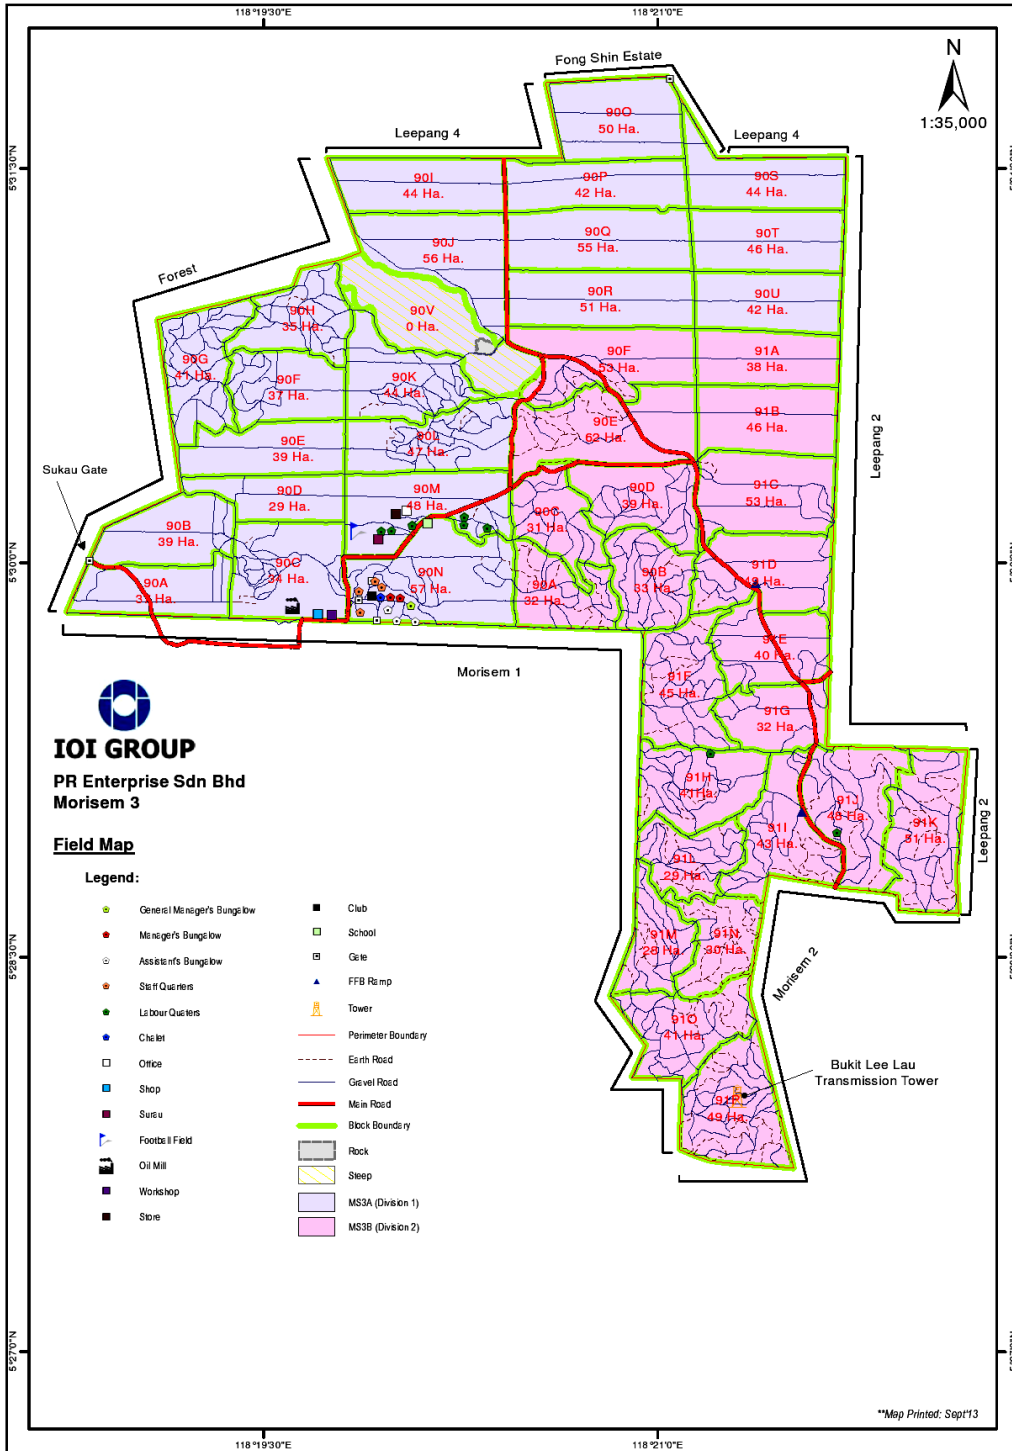 118°19'30"E
118°21'0"E
Fong Shin Estate
N
1:35,000
90O
50 Ha.
Leepang 4
Leepang 4
5°31'30"N
90I
44 Ha.
90P
42 Ha.
90S
44 Ha.
90J
56 Ha.
90Q
55 Ha.
90T
46 Ha.
Forest
90H
35 Ha.
90V
0 Ha.
90R
51 Ha.
90U
42 Ha.
90G
41 Ha.
90F
37 Ha.
90K
44 Ha.
90F
53 Ha.
91A
38 Ha.
90E
39 Ha.
90L
47 Ha.
90E
62 Ha.
91B
46 Ha.
Leepang 2
Sukau Gate
90D
29 Ha.
90M
48 Ha.
90C
31 Ha.
90D
39 Ha.
91C
53 Ha.
90B
39 Ha.
5°30'0"N
90A
90C
34 Ha.
90N
57 Ha.
90A
32 Ha.
90B
33 Ha.
91D
91E
40 Ha.
Morisem 1
91F
45 Ha.
91G
32 Ha.
IOI GROUP
PR Enterprise Sdn Bhd
Morisem 3
91H
41 Ha.
91I
43 Ha.
91J
48 Ha.
91K
51 Ha.
Leepang 2
Field Map
91L
29 Ha.
91M
28 Ha.
91N
30 Ha.
Morisem 2
5°28'30"N
91O
41 Ha.
91P
49 Ha.
Bukit Lee Lau
Transmission Tower
Legend:
General Manager's Bungalow
Manager's Bungalow
Assistant's Bungalow
Staff Quarters
Labour Quaters
Chalet
Office
Shop
Surau
Football Field
Oil Mill
Workshop
Store
Club
School
Gate
FFB Ramp
Tower
Perimeter Boundary
Earth Road
Gravel Road
Main Road
Block Boundary
Rock
Steep
MS3A (Division 1)
MS3B (Division 2)
5°27'0"N
**Map Printed: Sept'13
118°19'30"E
118°21'0"E